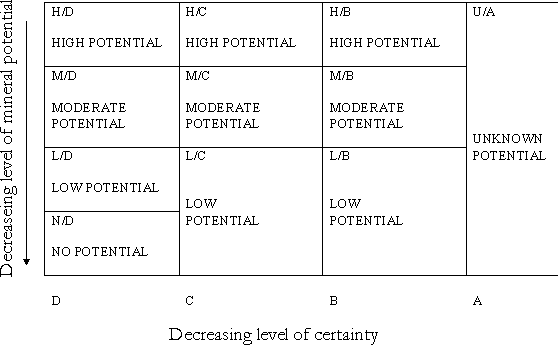 Decreaseing level of mineral potential
H/D
HIGH POTENTIAL
H/C
HIGH POTENTIAL
H/B
HIGH POTENTIAL
U/A
UNKNOWN
POTENTIAL
M/D
MODERATE
POTENTIAL
M/C
MODERATE
POTENTIAL
M/B
MODERATE
POTENTIAL
L/D
LOW POTENTIAL
L/C
LOW
POTENTIAL
L/B
LOW
POTENTIAL
N/D
NO POTENTIAL
D
C
B
A
Decreasing level of certainty